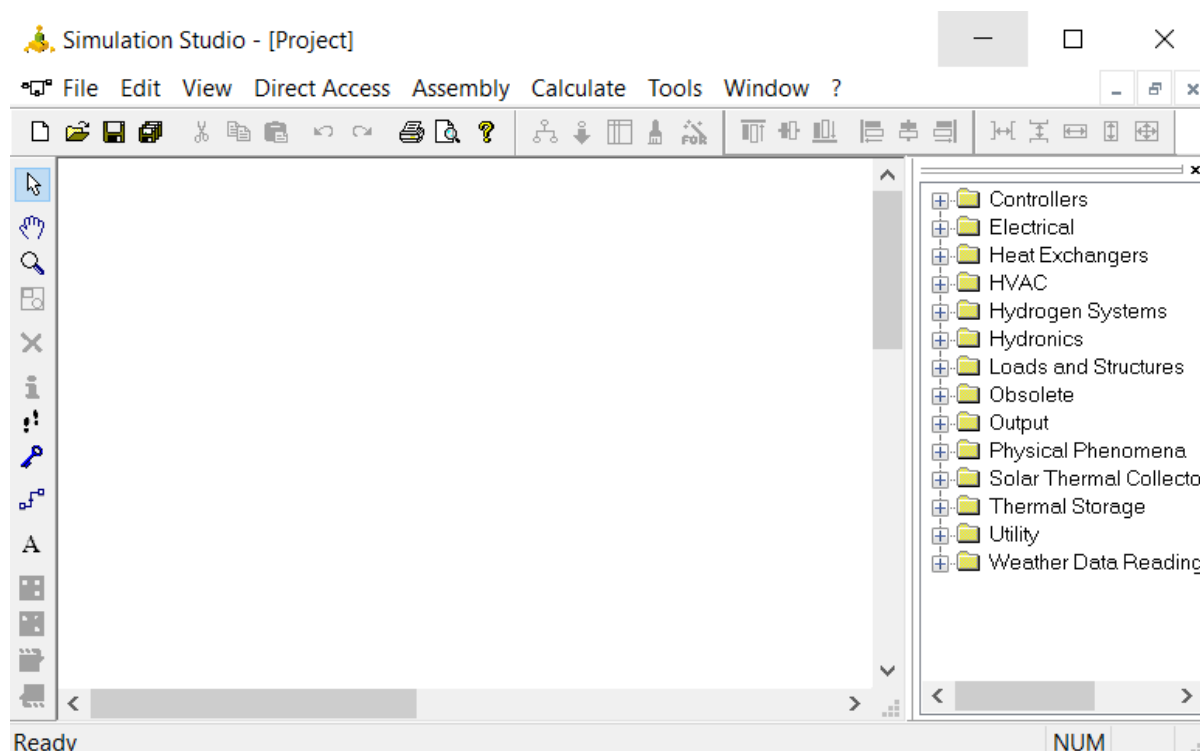 Simulation Studio - [Project]
File Edit View Direct Access Assembly Calculate Tools Window ?
FOR
A
Controllers
Electrical
Heat Exchangers
HVAC
Hydrogen Systems
Hydronics
Loads and Structures
Obsolete
Output
Physical Phenomena
Solar Thermal Collecto
Thermal Storage
Utility
Weather Data Reading
Ready NUM